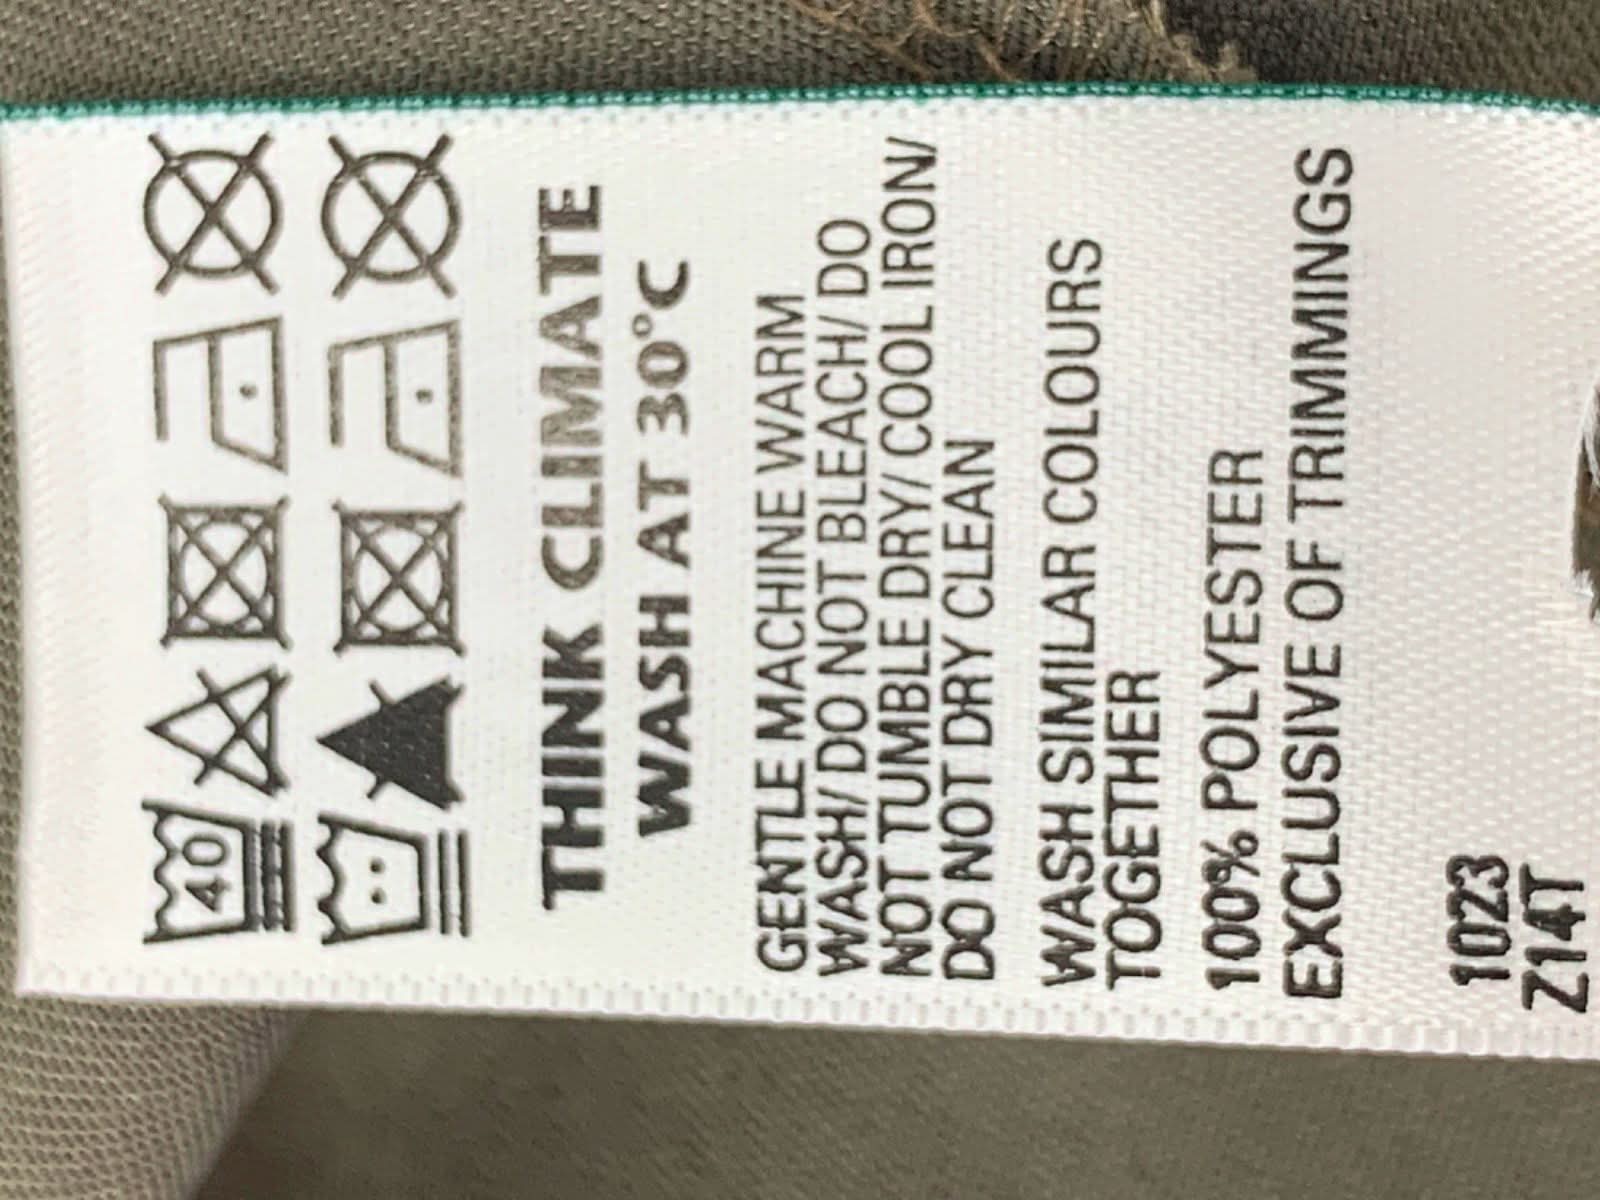 40
THINK CLIMATE
WASH AT 30°C
GENTLE MACHINE WARM
WASH/ DO NOT BLEACH/ DO
NOT TUMBLE DRY/ COOL IRON/
DO NOT DRY CLEAN
WASH SIMILAR COLOURS
TOGETHER
100% POLYESTER
EXCLUSIVE OF TRIMMINGS
1023
Z14T